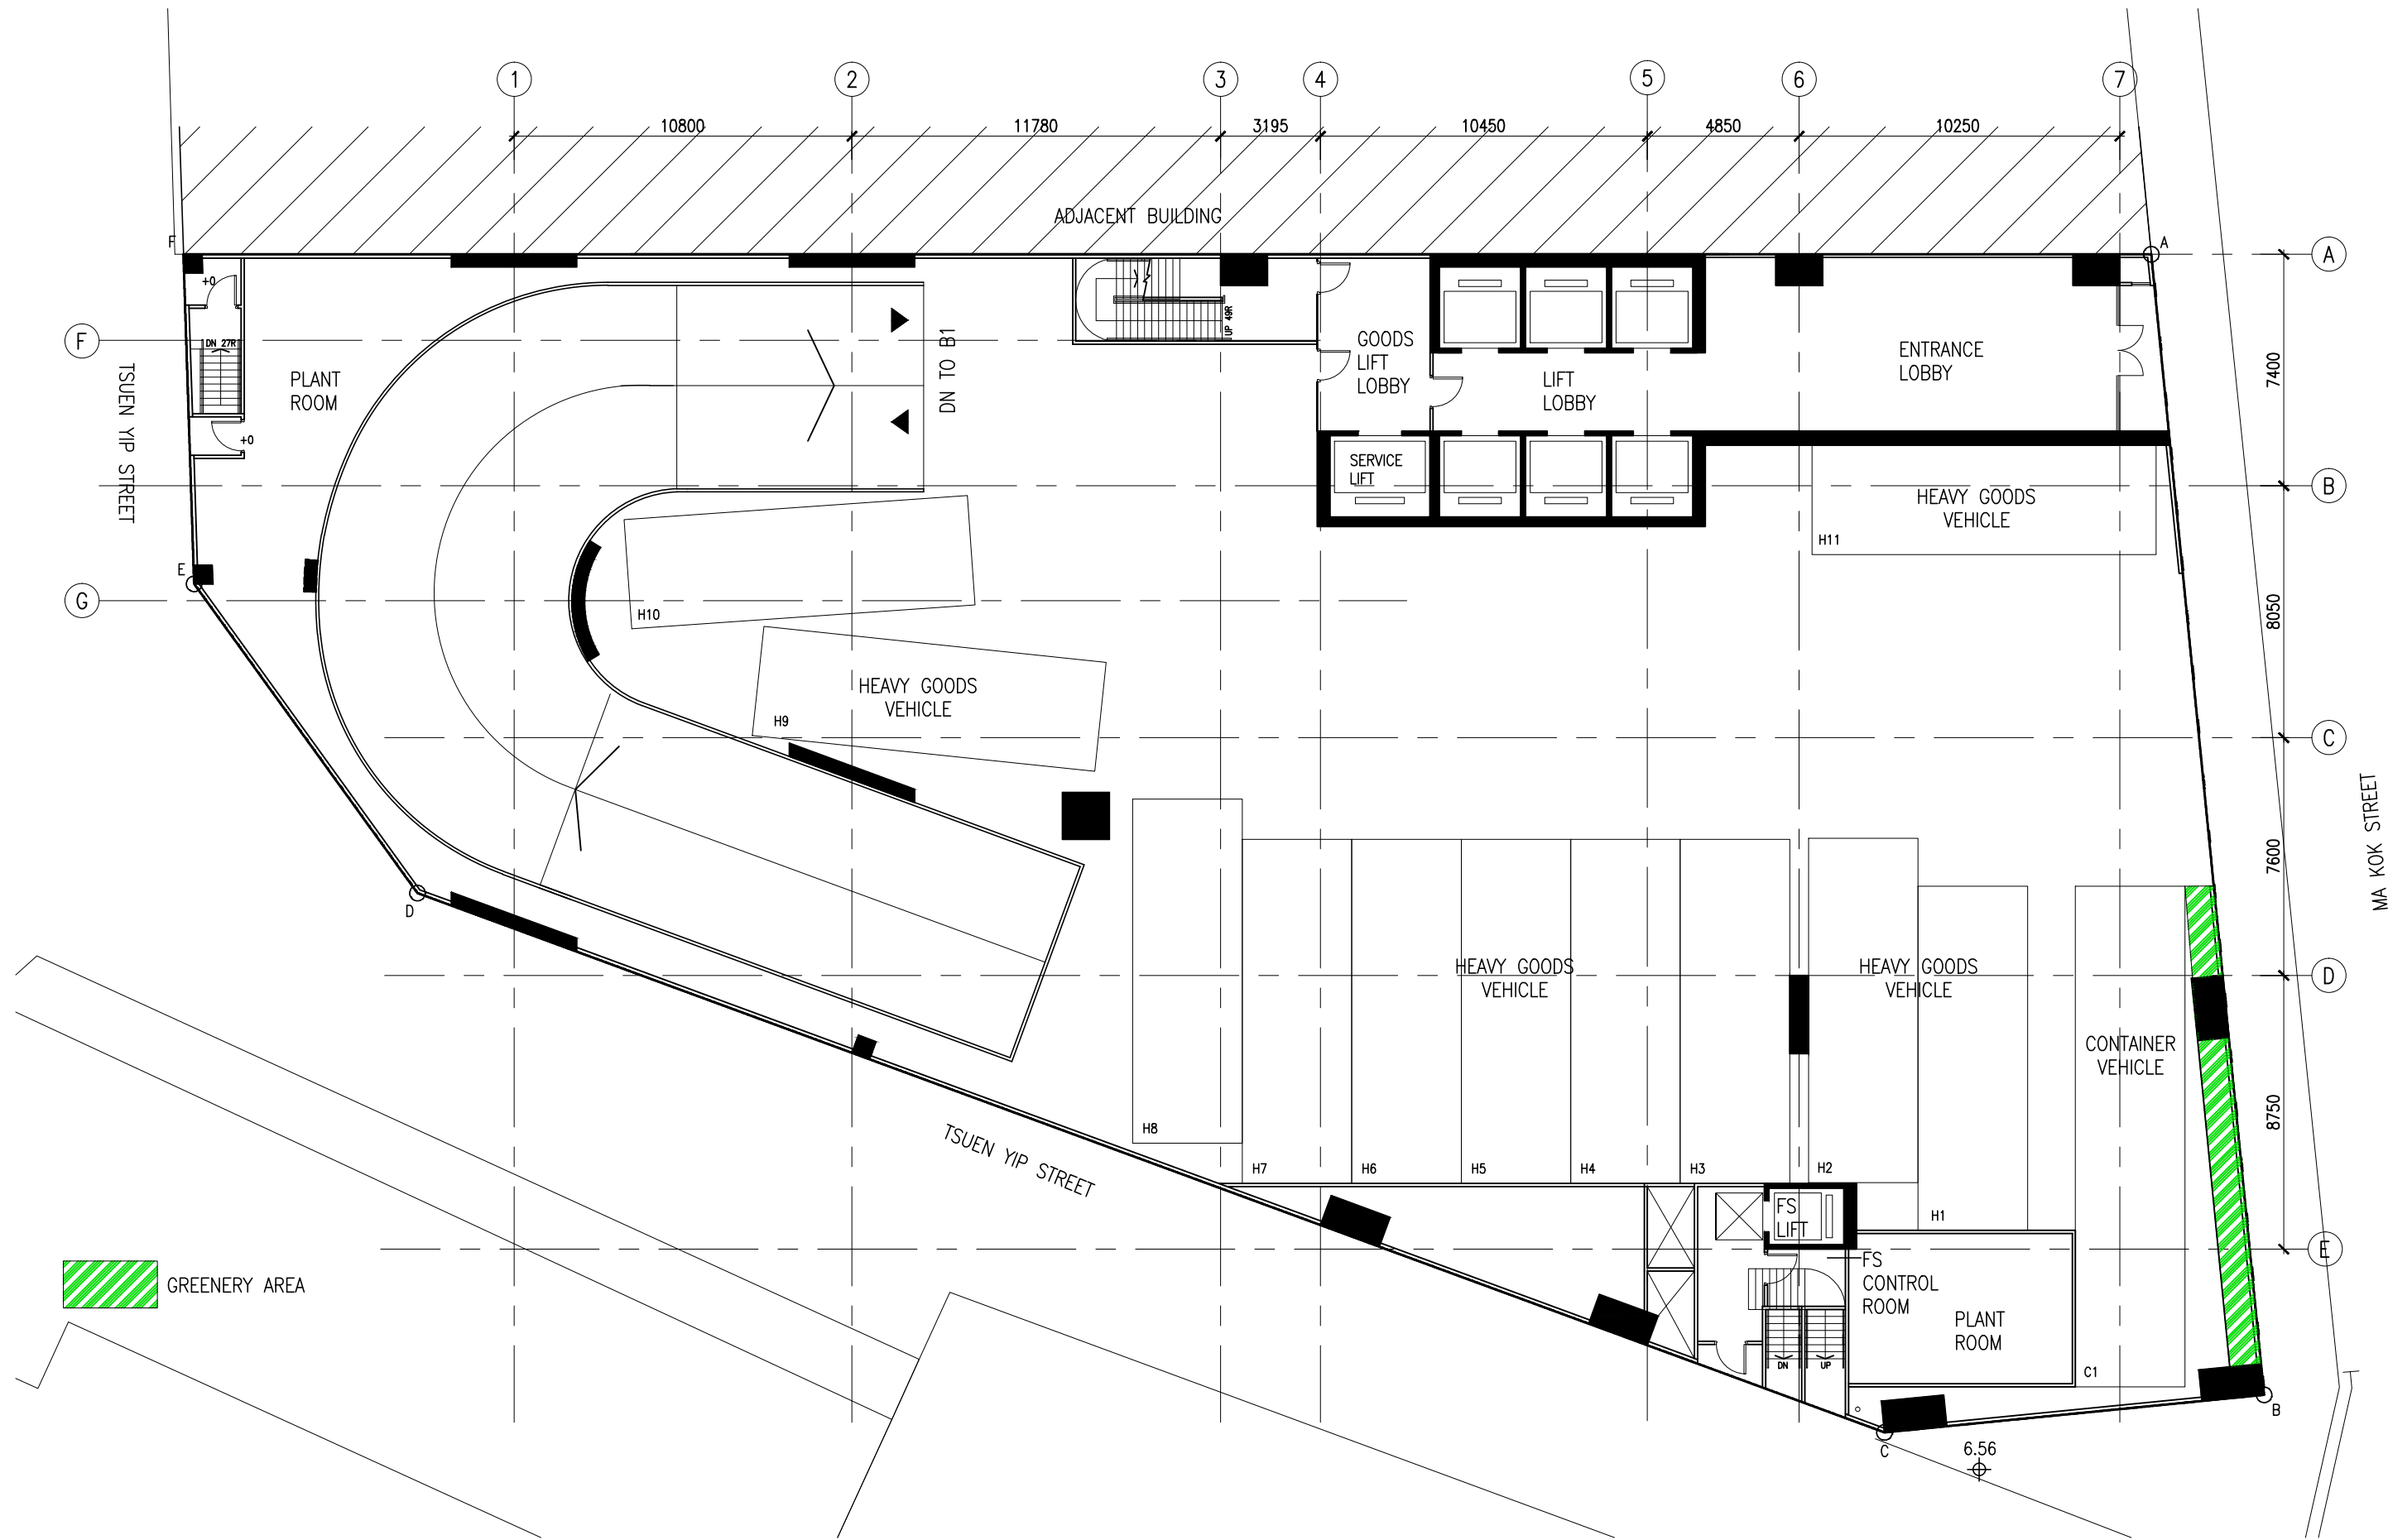 1
2
3
4
5
6
7
10800
11780
3195
10450
4850
10250
ADJACENT BUILDING
F
A
A
+0
DN 27R
+0
F
PLANT
ROOM
TSUEN YIP STREET
DN TO B1
UP 49R
GOODS
LIFT
LOBBY
LIFT
LOBBY
ENTRANCE
LOBBY
7400
SERVICE
LIFT
B
HEAVY GOODS
VEHICLE
H11
E
G
H10
8050
HEAVY GOODS
VEHICLE
H9
C
MA KOK STREET
7600
D
HEAVY GOODS
VEHICLE
HEAVY GOODS
VEHICLE
D
CONTAINER
VEHICLE
8750
TSUEN YIP STREET
H8
H7
H6
H5
H4
H3
H2
H1
FS
LIFT
E
FS
CONTROL
ROOM
PLANT
ROOM
DN
UP
C1
GREENERY AREA
B
C
6.56